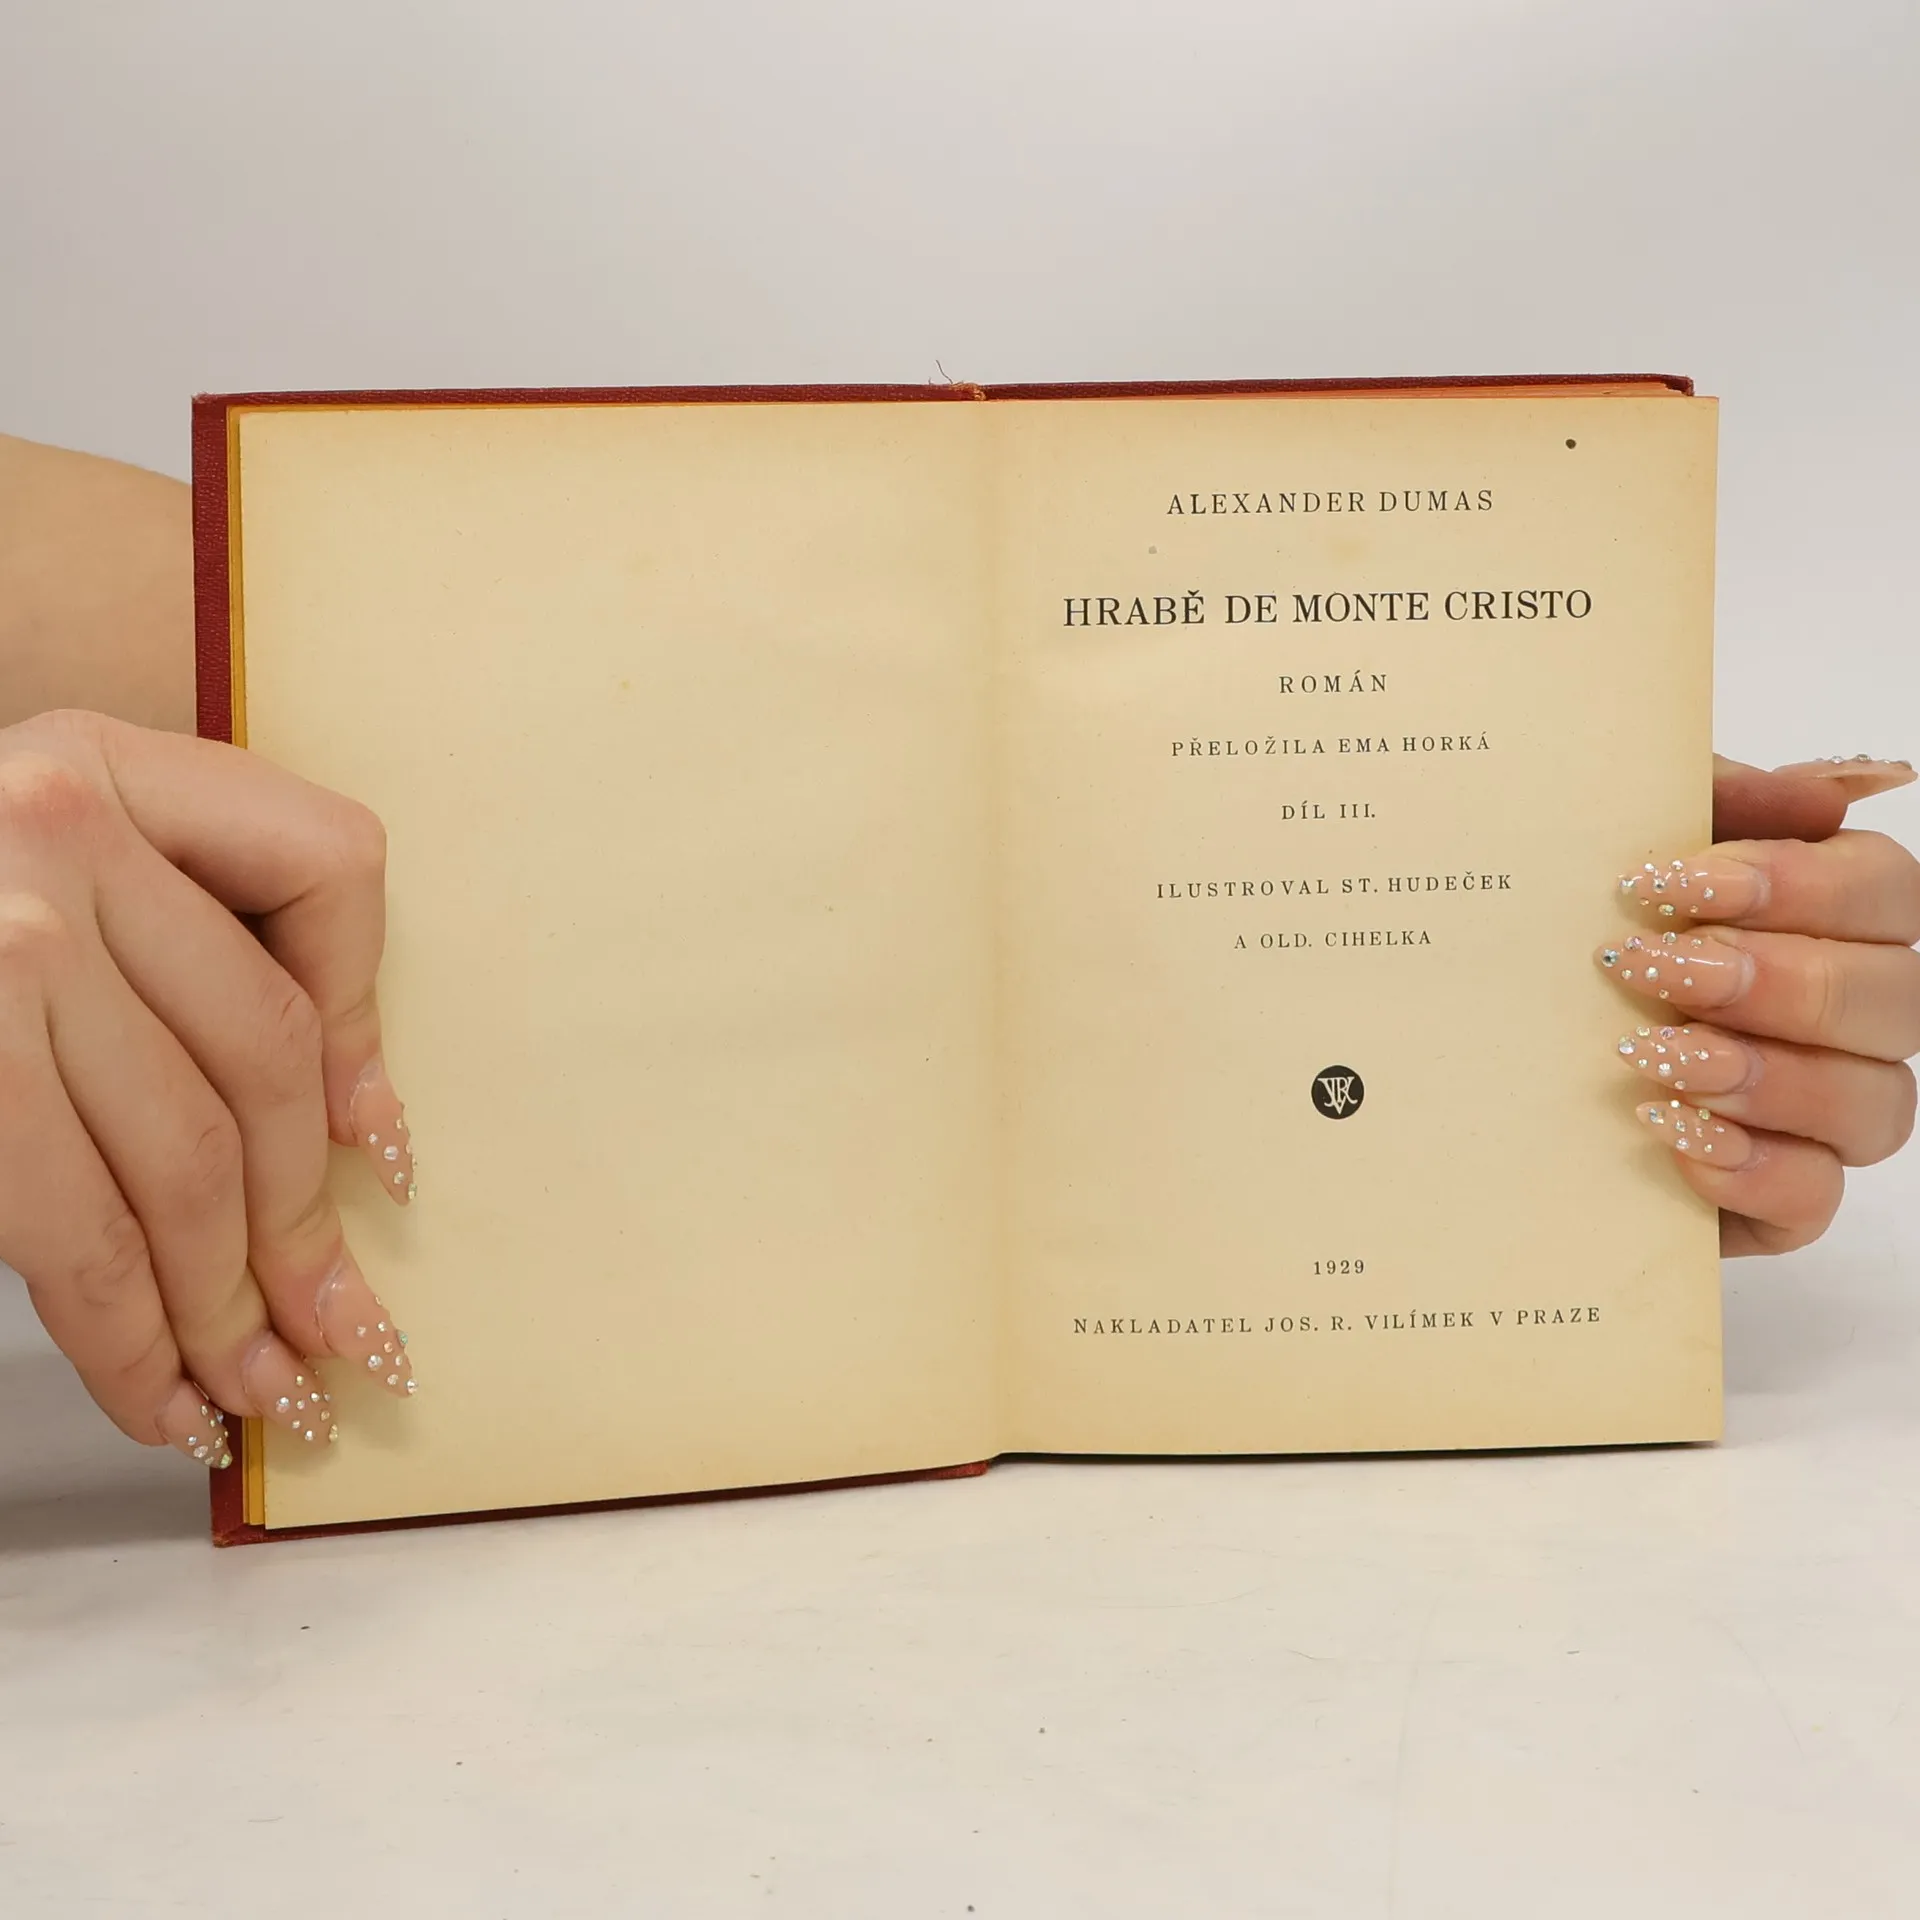 ALEXANDER DUMAS
HRABĚ DE MONTE CRISTO
ROMÁN
PŘELOŽILA EMA HORKÁ
DÍL III.
ILUSTROVAL ST. HUDEČEK
A OLD. CIHELKA
1929
NAKLADATEL JOS. R. VILÍMEK V PRAZE